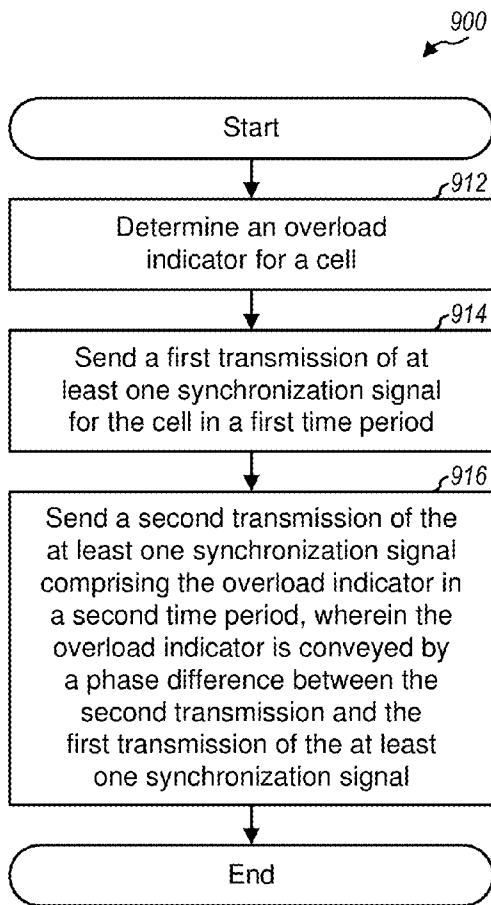 900
Start
912
Determine an overload
indicator for a cell
914
Send a first transmission of at
least one synchronization signal
for the cell in a first time period
916
Send a second transmission of the
at least one synchronization signal
comprising the overload indicator in
a second time period, wherein the
overload indicator is conveyed by
a phase difference between the
second transmission and the
first transmission of the at least
one synchronization signal
End